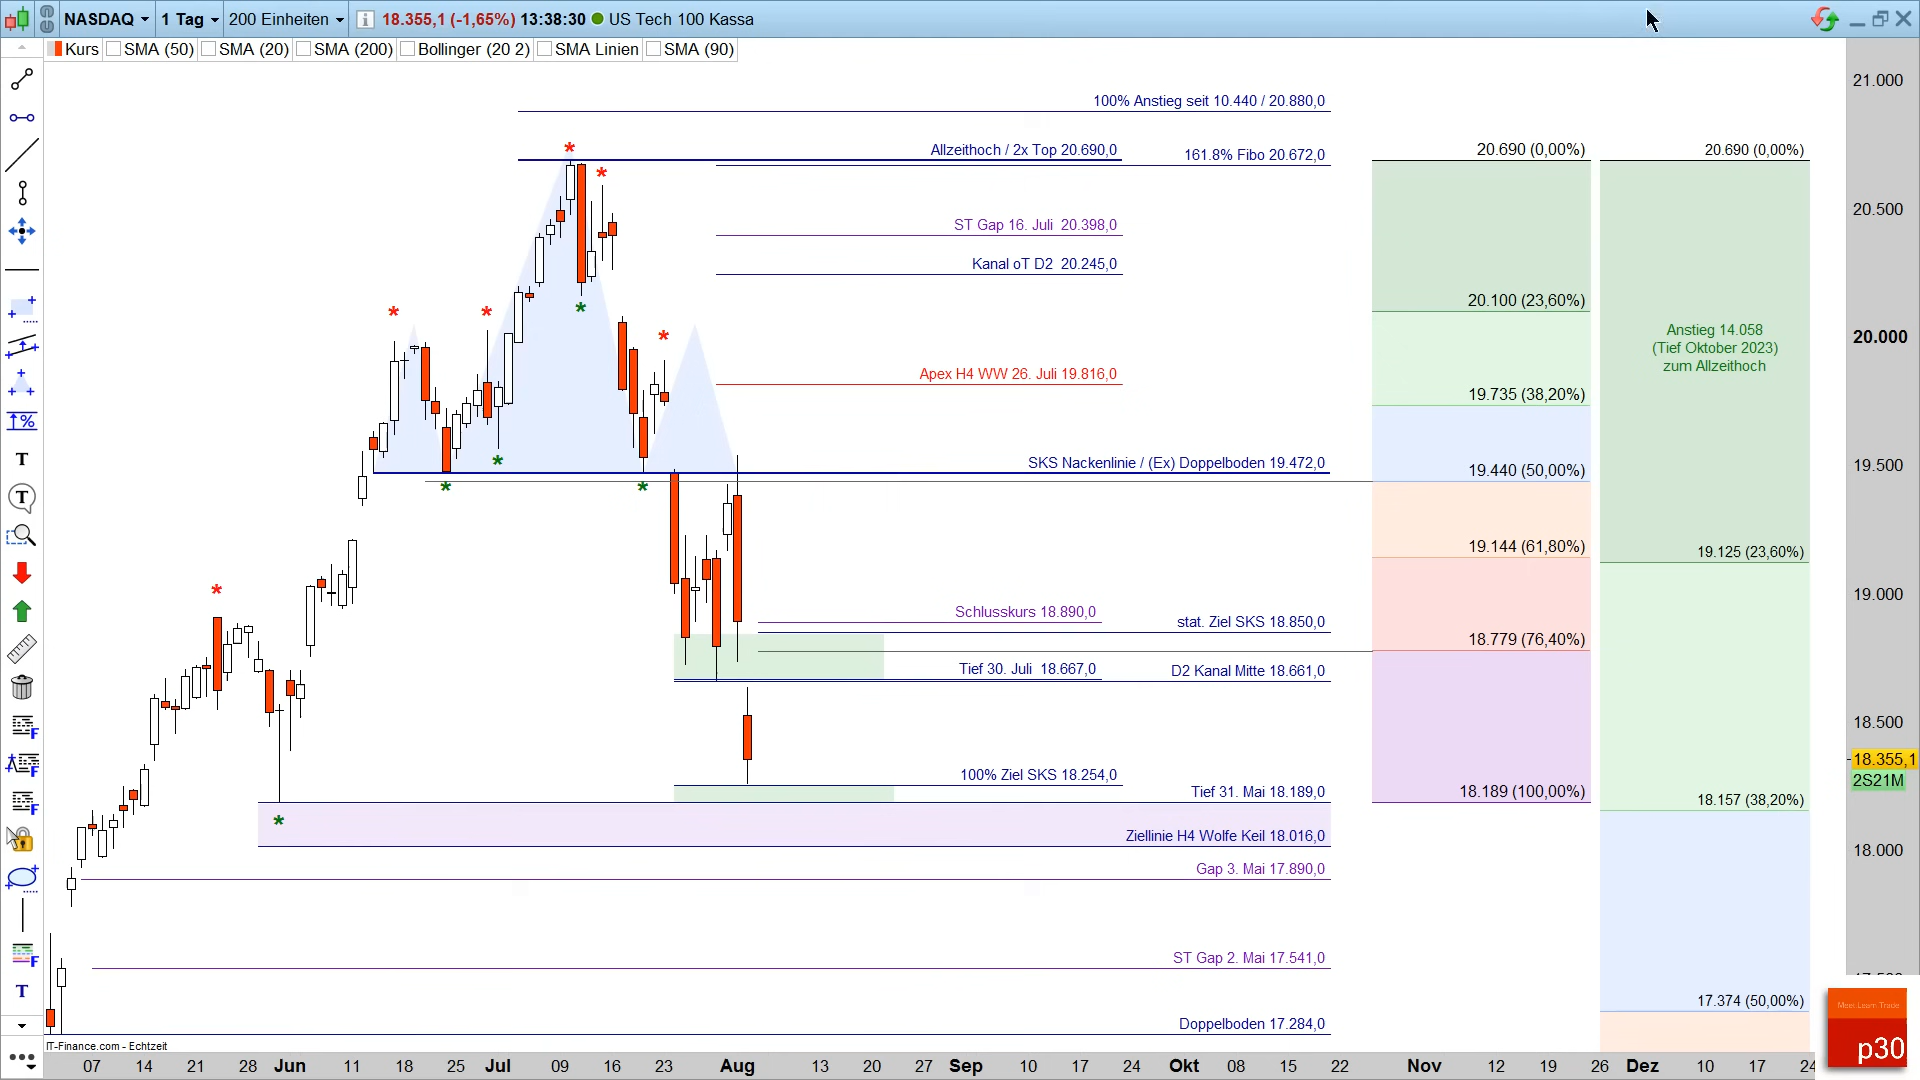 NASDAQ 1 Tag 200 Einheiten 18.355,1 (-1,65%) 13:38:30 US Tech 100 Kassa
Kurs SMA (50) SMA (20) SMA (200) Bollinger (20 2) SMA Linien SMA (90)
21.000
100% Anstieg seit 10.440 / 20.880,0
Allzeithoch / 2x Top 20.690,0
161.8% Fibo 20.672,0
20.690 (0,00%)
20.690 (0,00%)
20.500
ST Gap 16. Juli 20.398,0
Kanal oT D2 20.245,0
20.100 (23,60%)
Anstieg 14.058
(Tief Oktober 2023)
zum Allzeithoch
20.000
Apex H4 WW 26. Juli 19.816,0
19.735 (38,20%)
SKS Nackenlinie / (Ex) Doppelboden 19.472,0
19.440 (50,00%)
19.500
19.144 (61,80%)
19.125 (23,60%)
19.000
Schlusskurs 18.890,0
stat. Ziel SKS 18.850,0
18.779 (76,40%)
Tief 30. Juli 18.667,0
D2 Kanal Mitte 18.661,0
18.500
18.355,1
2S21M
100% Ziel SKS 18.254,0
Tief 31. Mai 18.189,0
18.189 (100,00%)
18.157 (38,20%)
Ziellinie H4 Wolfe Keil 18.016,0
18.000
Gap 3. Mai 17.890,0
ST Gap 2. Mai 17.541,0
17.374 (50,00%)
Doppelboden 17.284,0
Meet Learn Trade
p30
IT-Finance.com - Echtzeit
07 14 21 28 Jun 11 18 25 Jul 09 16 23 Aug 13 20 27 Sep 10 17 24 Okt 08 15 22 Nov 12 19 26 Dez 10 17 24